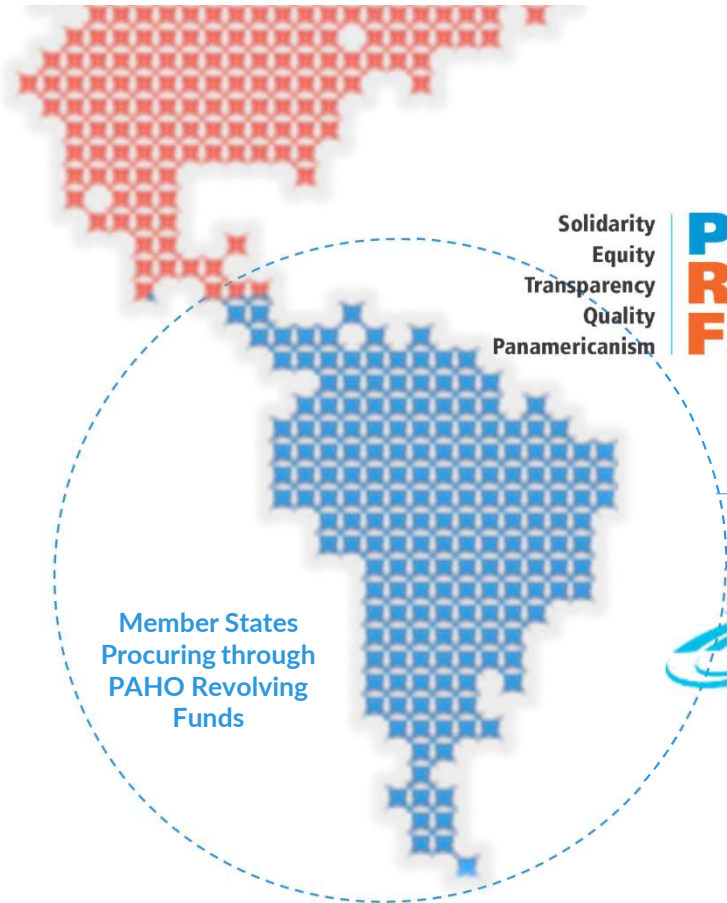 Solidarity
Equity
Transparency
Quality
Panamericanism
P
R
F
Member States
Procuring through
PAHO Revolving
Funds